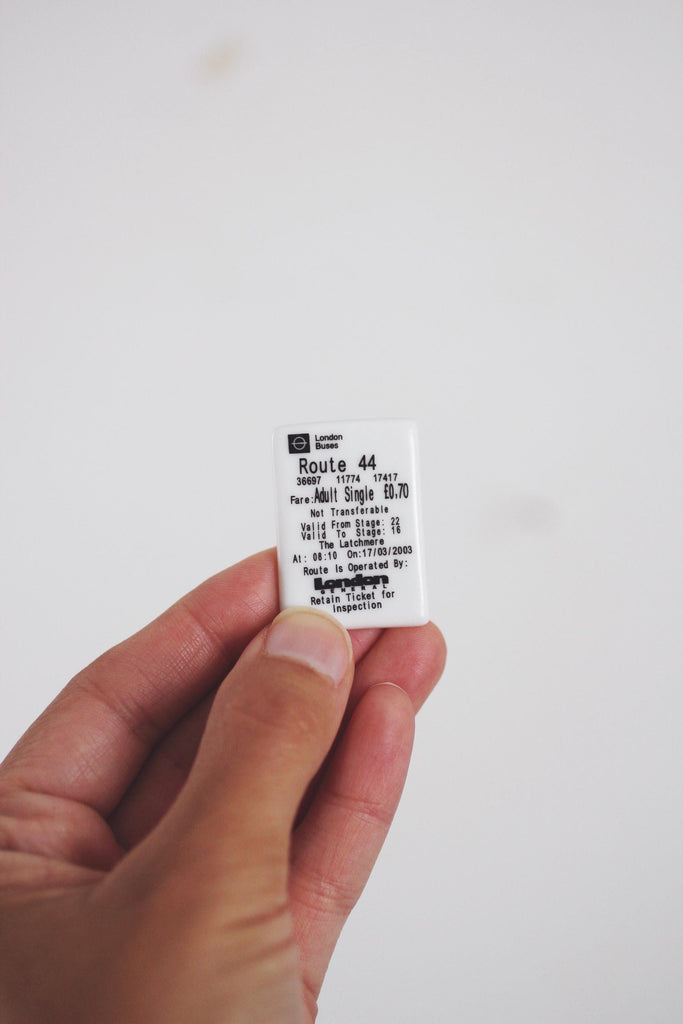 London
Buses
Route 44
36697 11774 17417
Fare:Adult Single £0.70
Not Transferable
Valid From Stage: 22
Valid To Stage: 16
The Latchmere
At: 08:10 On:17/03/2003
Route Is Operated By:
London
GENERAL
Retain Ticket for
Inspection